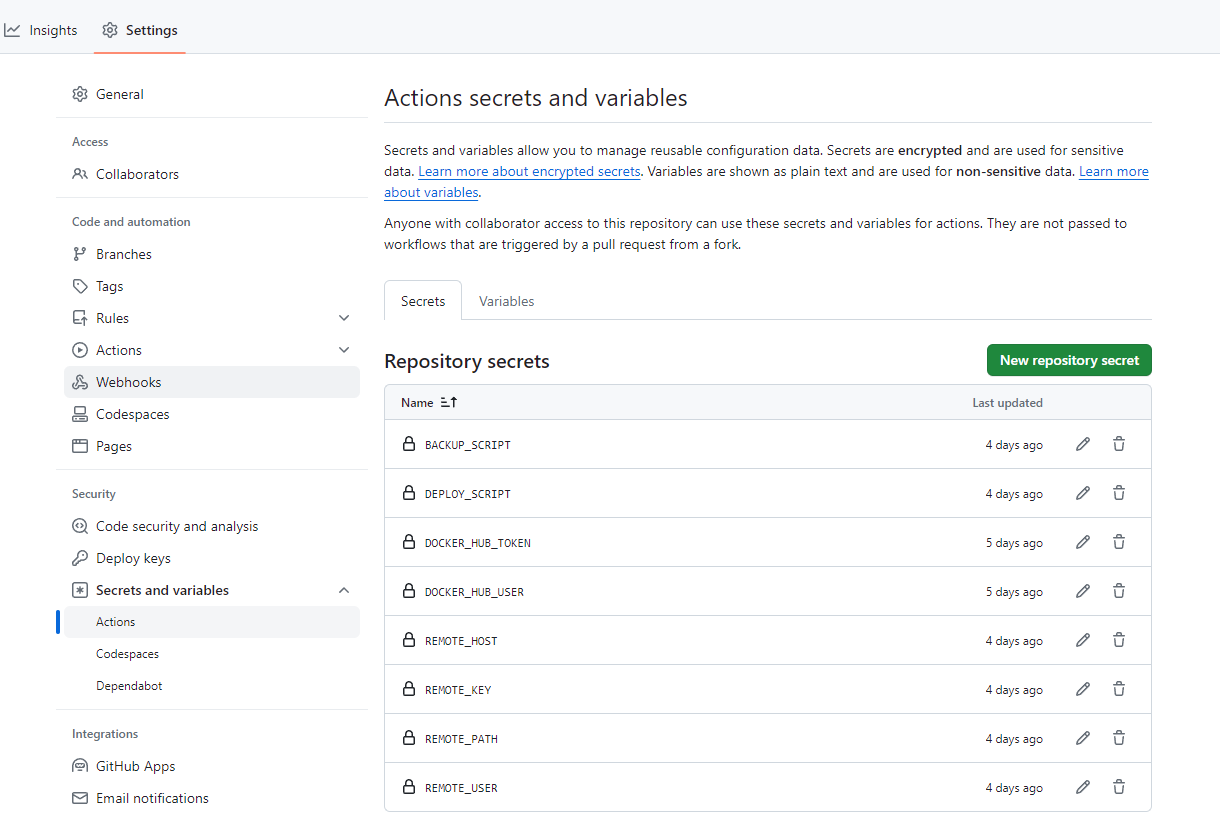 Insights
Settings
General
Access
Collaborators
Code and automation
Branches
Tags
Rules
Actions
Webhooks
Codespaces
Pages
Security
Code security and analysis
Deploy keys
Secrets and variables
Actions
Codespaces
Dependabot
Integrations
GitHub Apps
Email notifications
Actions secrets and variables
Secrets and variables allow you to manage reusable configuration data. Secrets are encrypted and are used for sensitive
data. Learn more about encrypted secrets. Variables are shown as plain text and are used for non-sensitive data. Learn more
about variables.
Anyone with collaborator access to this repository can use these secrets and variables for actions. They are not passed to
workflows that are triggered by a pull request from a fork.
Secrets
Variables
Repository secrets
New repository secret
Name
Last updated
BACKUP_SCRIPT
4 days ago
DEPLOY_SCRIPT
4 days ago
DOCKER_HUB_TOKEN
5 days ago
DOCKER_HUB_USER
5 days ago
REMOTE_HOST
4 days ago
REMOTE_KEY
4 days ago
REMOTE_PATH
4 days ago
REMOTE_USER
4 days ago